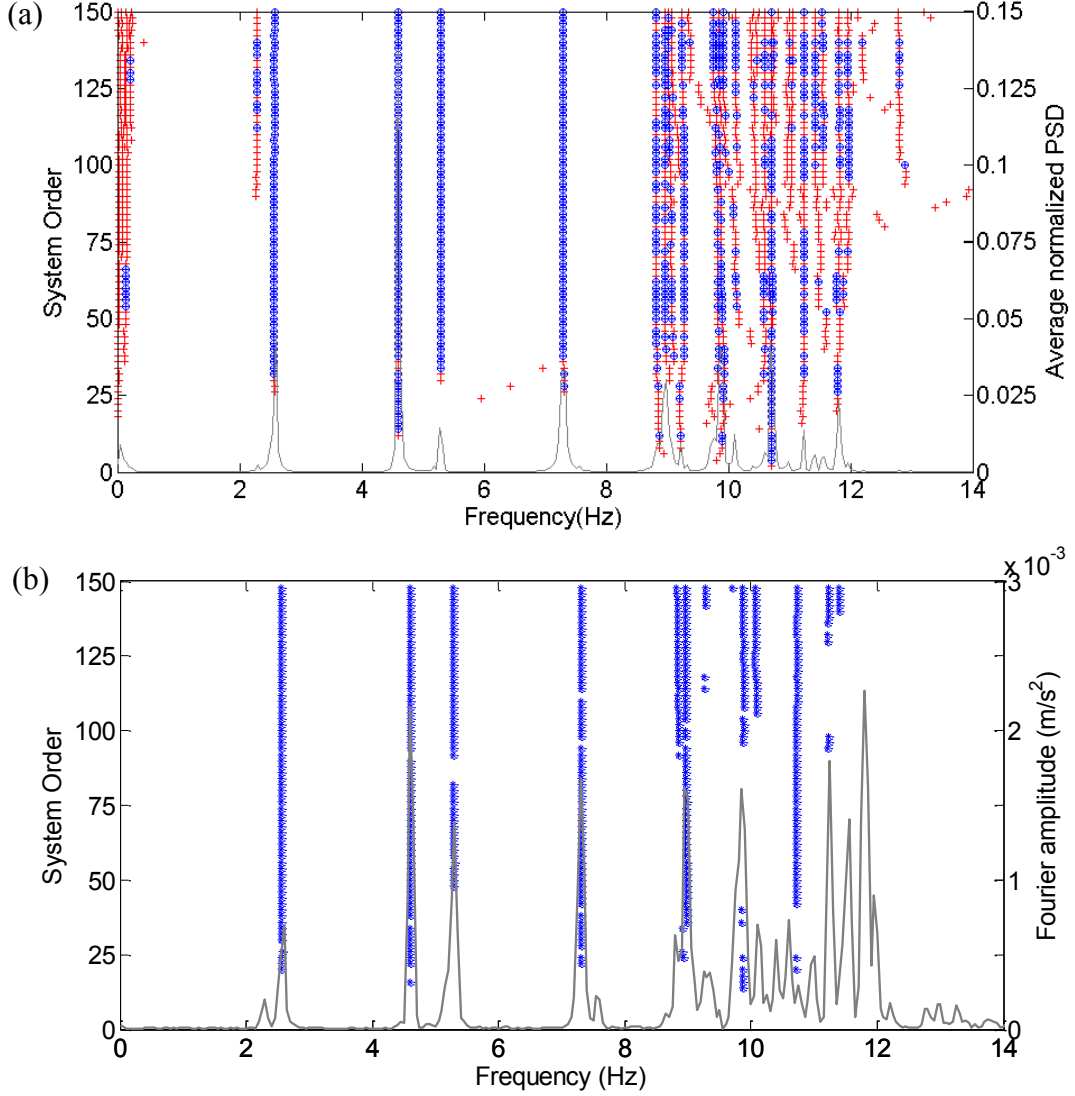 (a)
150
125
100
75
50
25
0
System Order
0.15
0.125
0.1
0.075
0.05
0.025
0
Average normalized PSD
0 2 4 6 8 10 12 14
Frequency(Hz)
(b)
150
125
100
75
50
25
0
System Order
x 10-3
3
2
1
0
Fourier amplitude (m/s2)
0 2 4 6 8 10 12 14
Frequency (Hz)